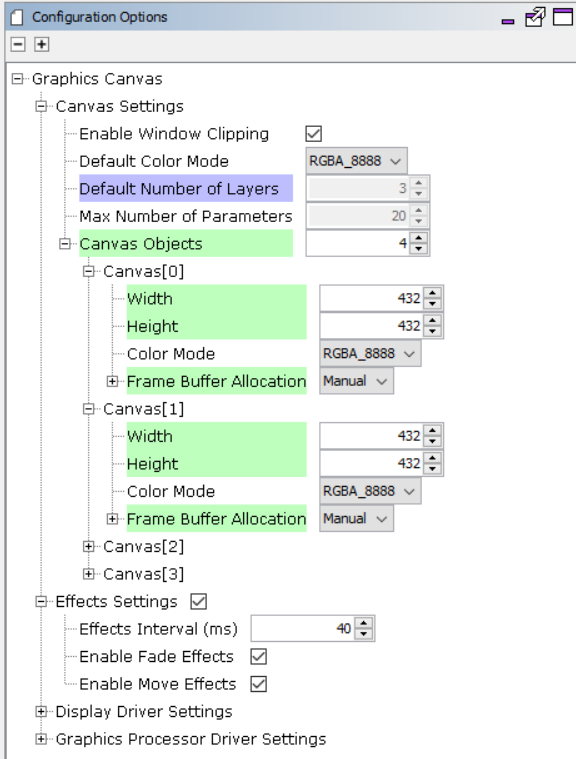 Configuration Options
Graphics Canvas
Canvas Settings
Enable Window Clipping
Default Color Mode RGBA_8888
Default Number of Layers 3
Max Number of Parameters 20
Canvas Objects 4
Canvas[0]
Width 432
Height 432
Color Mode RGBA_8888
Frame Buffer Allocation Manual
Canvas[1]
Width 432
Height 432
Color Mode RGBA_8888
Frame Buffer Allocation Manual
Canvas[2]
Canvas[3]
Effects Settings
Effects Interval (ms) 40
Enable Fade Effects
Enable Move Effects
Display Driver Settings
Graphics Processor Driver Settings